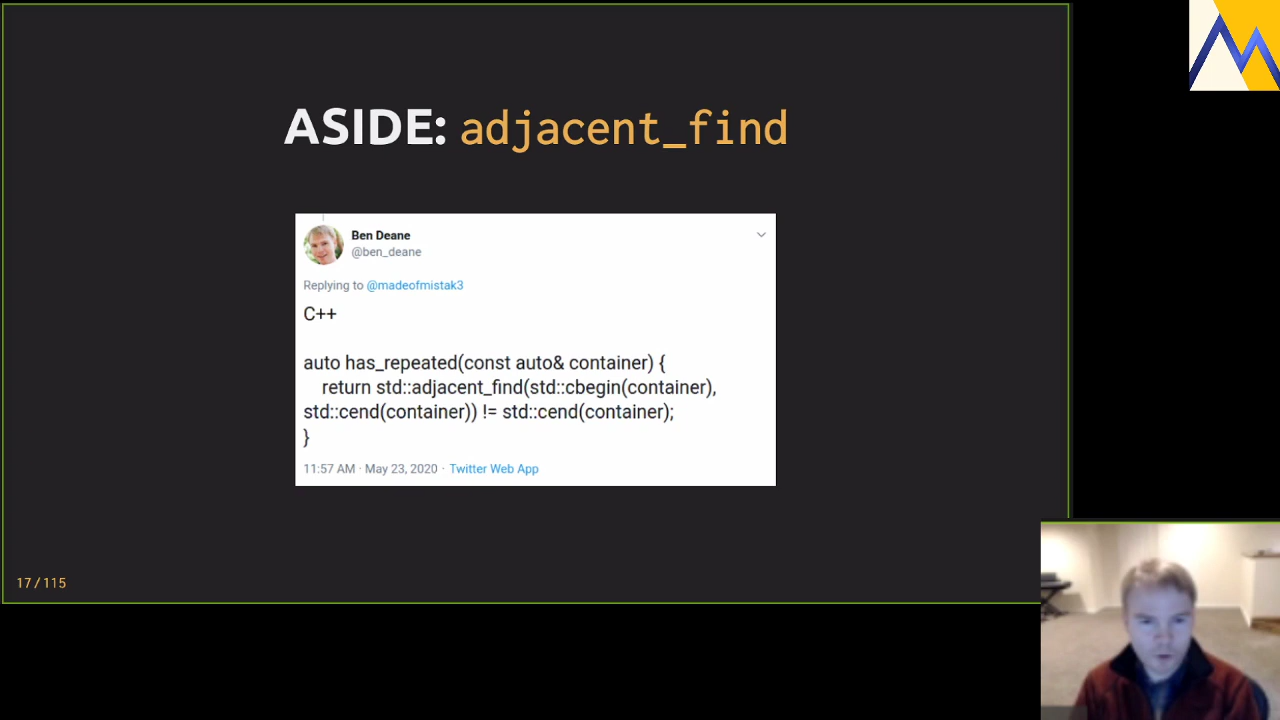 ASIDE: adjacent_find
Ben Deane
@ben_deane
Replying to @madeofmistak3
C++
auto has_repeated(const auto& container) {
return std::adjacent_find(std::cbegin(container),
std::cend(container)) != std::cend(container);
}
11:57 AM · May 23, 2020 · Twitter Web App
17 / 115